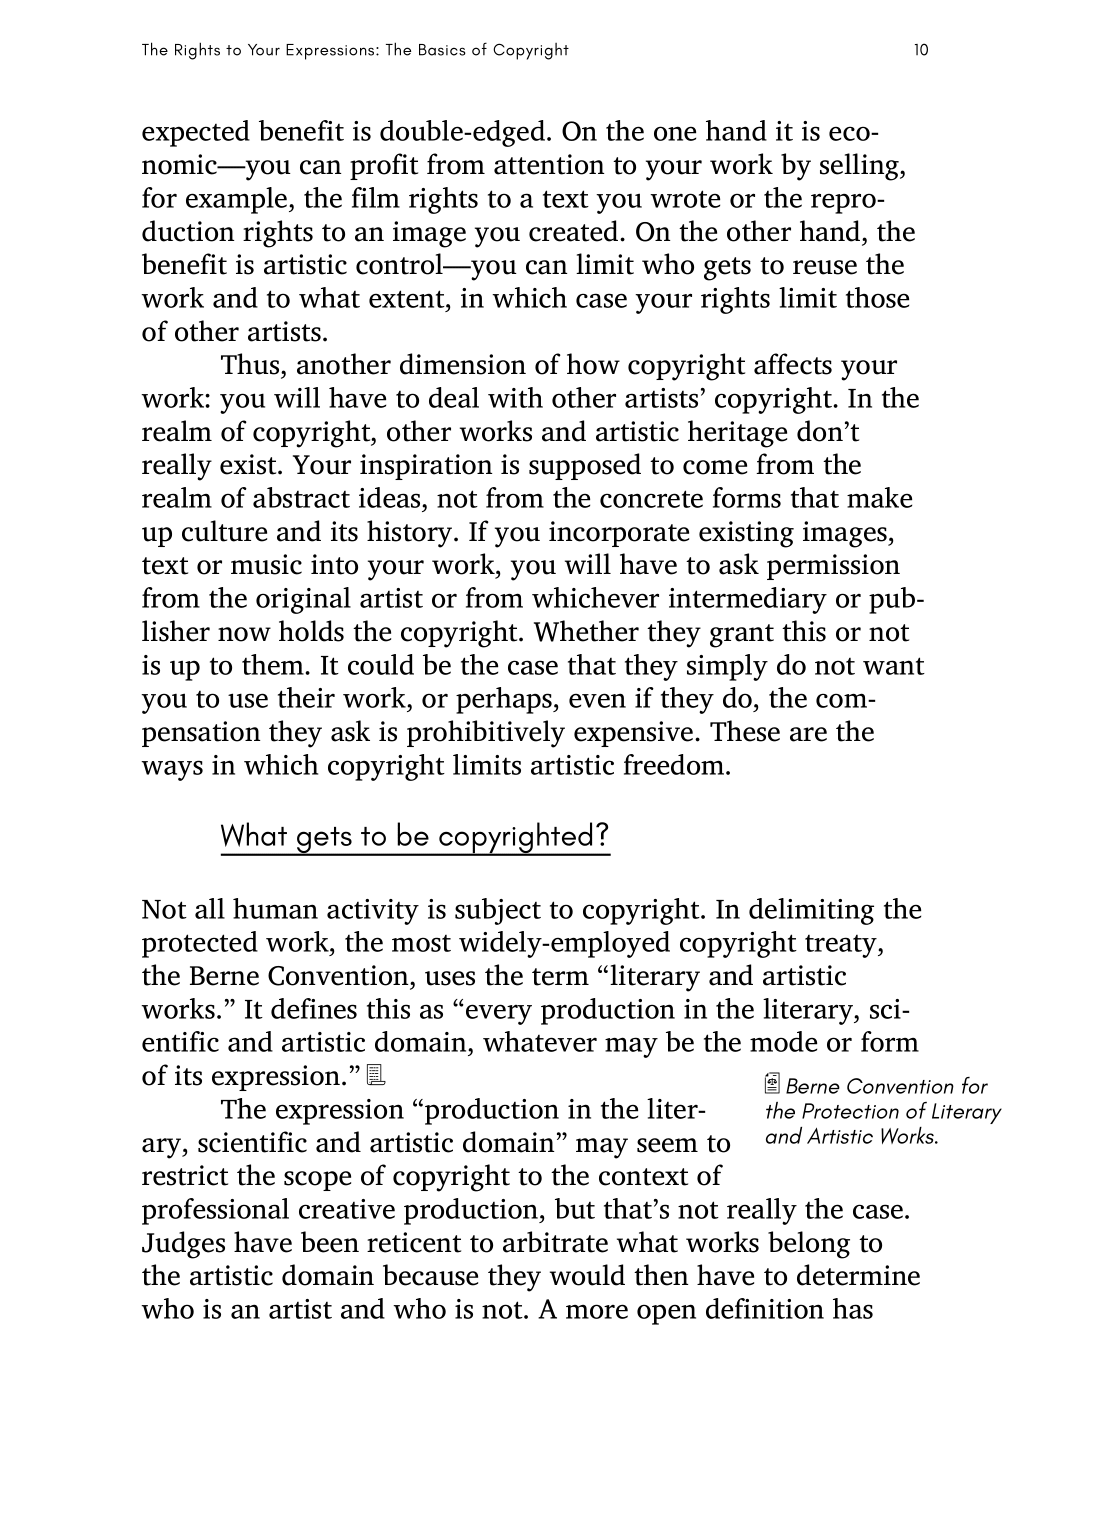 The Rights to Your Expressions: The Basics of Copyright 10
expected benefit is double-edged. On the one hand it is eco-
nomic—you can profit from attention to your work by selling,
for example, the film rights to a text you wrote or the repro-
duction rights to an image you created. On the other hand, the
benefit is artistic control—you can limit who gets to reuse the
work and to what extent, in which case your rights limit those
of other artists.
Thus, another dimension of how copyright affects your
work: you will have to deal with other artists’ copyright. In the
realm of copyright, other works and artistic heritage don’t
really exist. Your inspiration is supposed to come from the
realm of abstract ideas, not from the concrete forms that make
up culture and its history. If you incorporate existing images,
text or music into your work, you will have to ask permission
from the original artist or from whichever intermediary or pub-
lisher now holds the copyright. Whether they grant this or not
is up to them. It could be the case that they simply do not want
you to use their work, or perhaps, even if they do, the com-
pensation they ask is prohibitively expensive. These are the
ways in which copyright limits artistic freedom.
What gets to be copyrighted?
Not all human activity is subject to copyright. In delimiting the
protected work, the most widely-employed copyright treaty,
the Berne Convention, uses the term “literary and artistic
works.” It defines this as “every production in the literary, sci-
entific and artistic domain, whatever may be the mode or form
of its expression.”
The expression “production in the liter-
ary, scientific and artistic domain” may seem to
restrict the scope of copyright to the context of
professional creative production, but that’s not really the case.
Judges have been reticent to arbitrate what works belong to
the artistic domain because they would then have to determine
who is an artist and who is not. A more open definition has
Berne Convention for
the Protection of Literary
and Artistic Works.